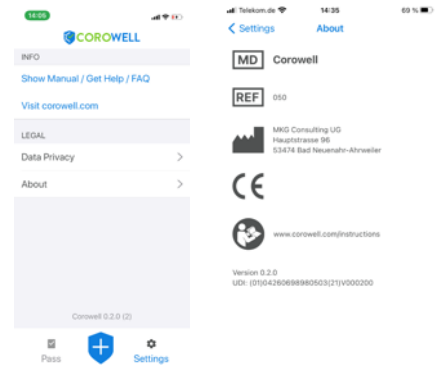 14:05
COROWELL
INFO
Show Manual / Get Help / FAQ
Visit corowell.com
LEGAL
Data Privacy
About
Corowell 0.2.0 (2)
Pass
Settings
Telekom.de
14:35
69 %
Settings
About
MD
Corowell
REF
050
MKG Consulting UG
Hauptstrasse 96
53474 Bad Neuenahr-Ahrweiler
CE
www.corowell.com/instructions
Version 0.2.0
UDI: (01)04260698980503(21)V000200